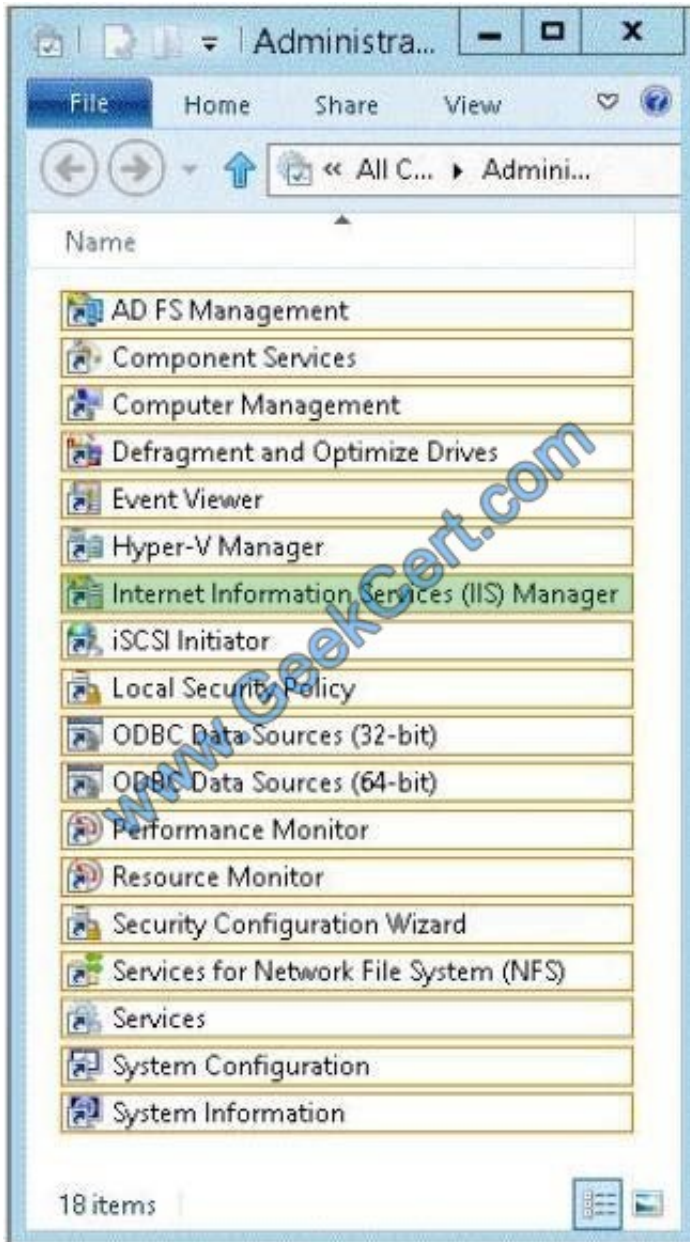 Administra...
File Home Share View
« All C... Admini...
Name
AD FS Management
Component Services
Computer Management
Defragment and Optimize Drives
Event Viewer
Hyper-V Manager
Internet Information Services (IIS) Manager
iSCSI Initiator
Local Security Policy
ODBC Data Sources (32-bit)
ODBC Data Sources (64-bit)
Performance Monitor
Resource Monitor
Security Configuration Wizard
Services for Network File System (NFS)
Services
System Configuration
System Information
18 items
www.GeekCert.com